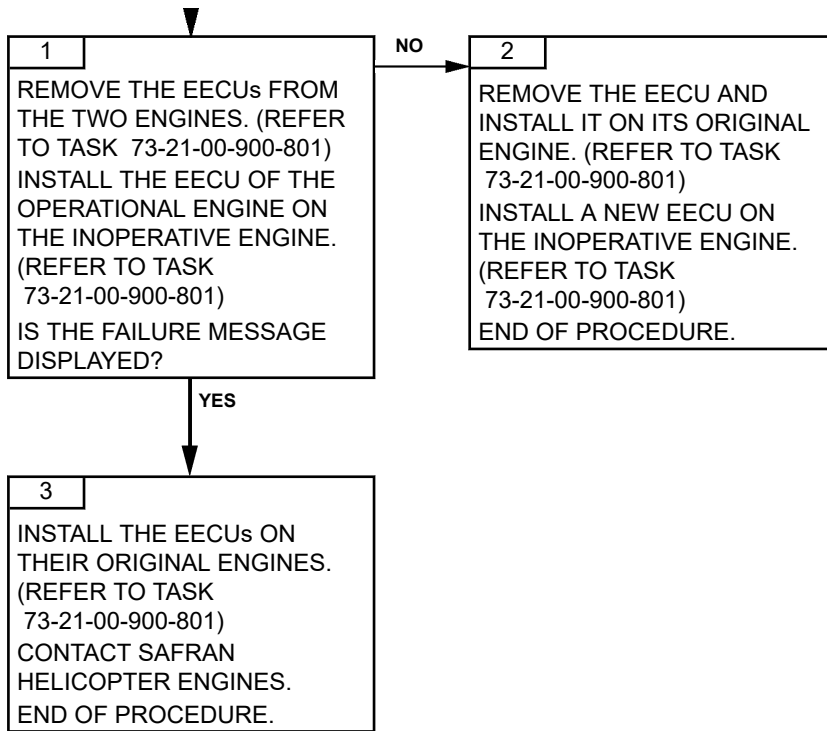 1
REMOVE THE EECUs FROM
THE TWO ENGINES. (REFER
TO TASK 73-21-00-900-801)
INSTALL THE EECU OF THE
OPERATIONAL ENGINE ON
THE INOPERATIVE ENGINE.
(REFER TO TASK
73-21-00-900-801)
IS THE FAILURE MESSAGE
DISPLAYED?
NO
2
REMOVE THE EECU AND
INSTALL IT ON ITS ORIGINAL
ENGINE. (REFER TO TASK
73-21-00-900-801)
INSTALL A NEW EECU ON
THE INOPERATIVE ENGINE.
(REFER TO TASK
73-21-00-900-801)
END OF PROCEDURE.
YES
3
INSTALL THE EECUs ON
THEIR ORIGINAL ENGINES.
(REFER TO TASK
73-21-00-900-801)
CONTACT SAFRAN
HELICOPTER ENGINES.
END OF PROCEDURE.